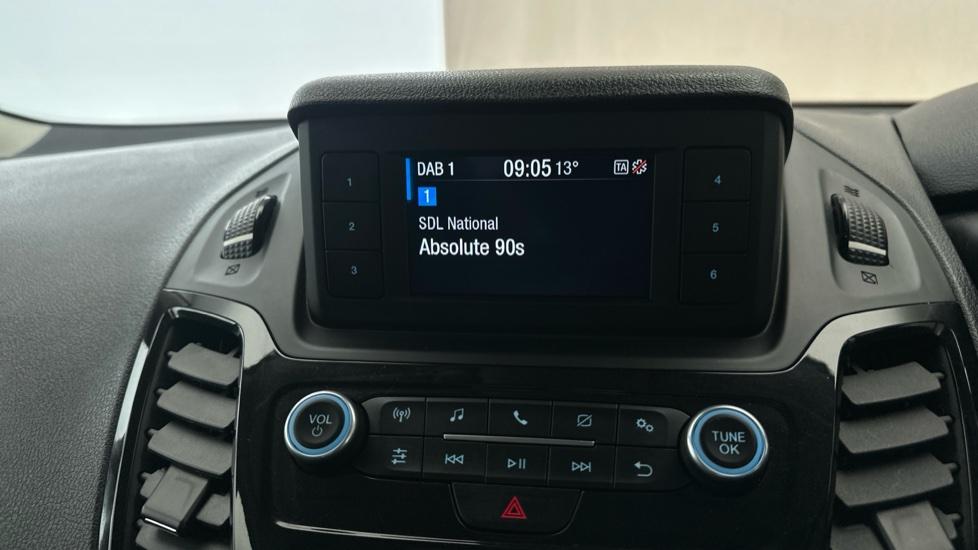 DAB 1 09:05 13° TA
1
SDL National
Absolute 90s
1
2
3
4
5
6
VOL
TUNE
OK